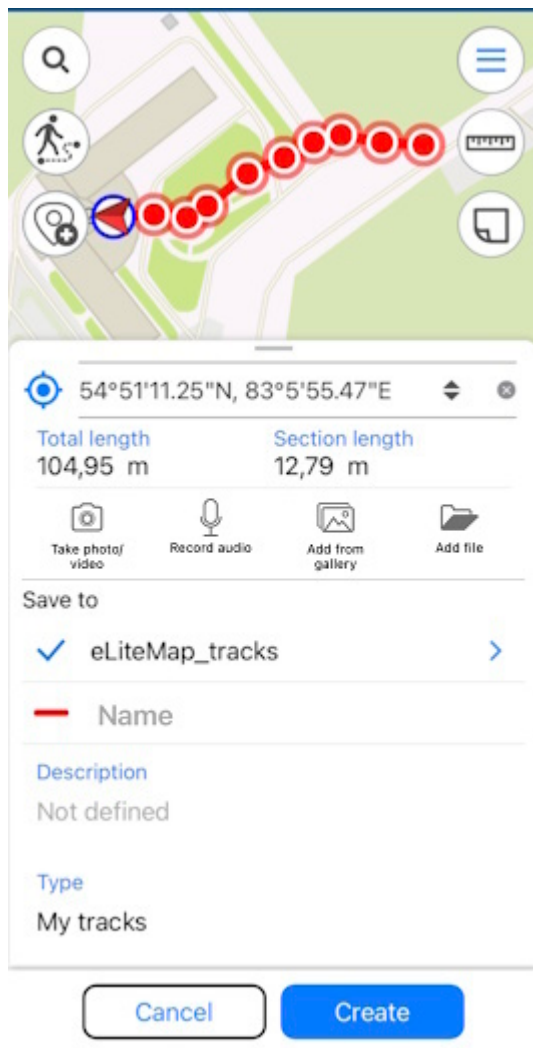 54°51'11.25"N, 83°5'55.47"E
Total length Section length
104,95 m 12,79 m
Take photo/
video
Record audio
Add from
gallery
Add file
Save to
eLiteMap_tracks
Name
Description
Not defined
Type
My tracks
Cancel Create